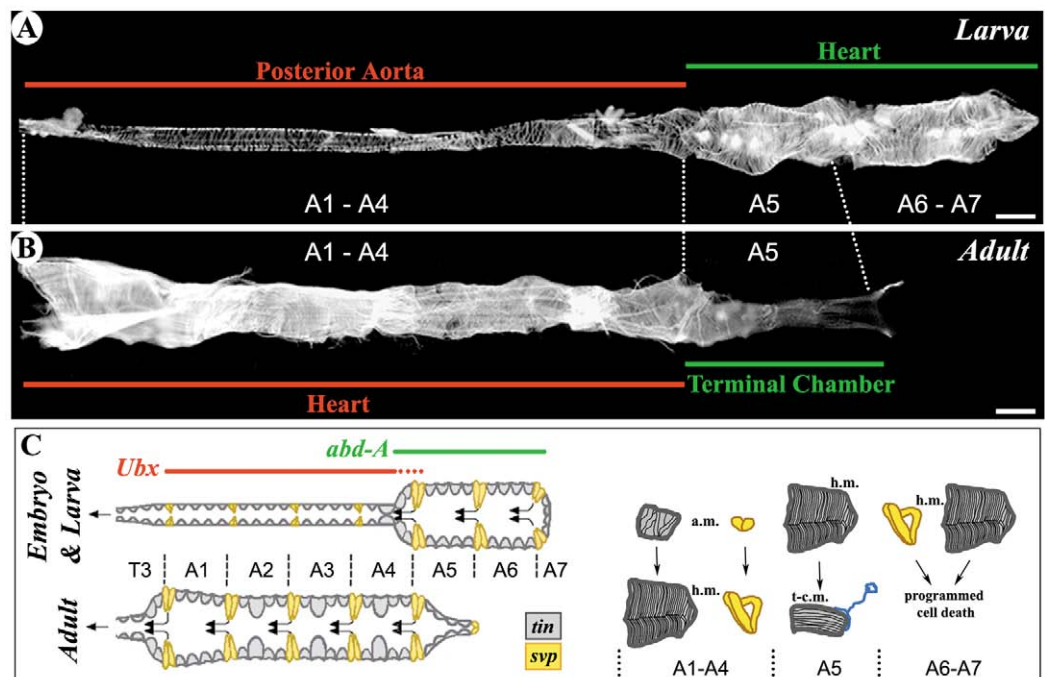 A
Larva
Posterior Aorta
Heart
A1 - A4
A5
A6 - A7
B
A1 - A4
A5
Adult
Heart
Terminal Chamber
C
abd-A
Ubx
Embryo
& Larva
T3 A1 A2 A3 A4 A5 A6 A7
Adult
tin
svp
a.m.
h.m.
h.m.
h.m.
t-c.m.
programmed
cell death
A1-A4
A5
A6-A7